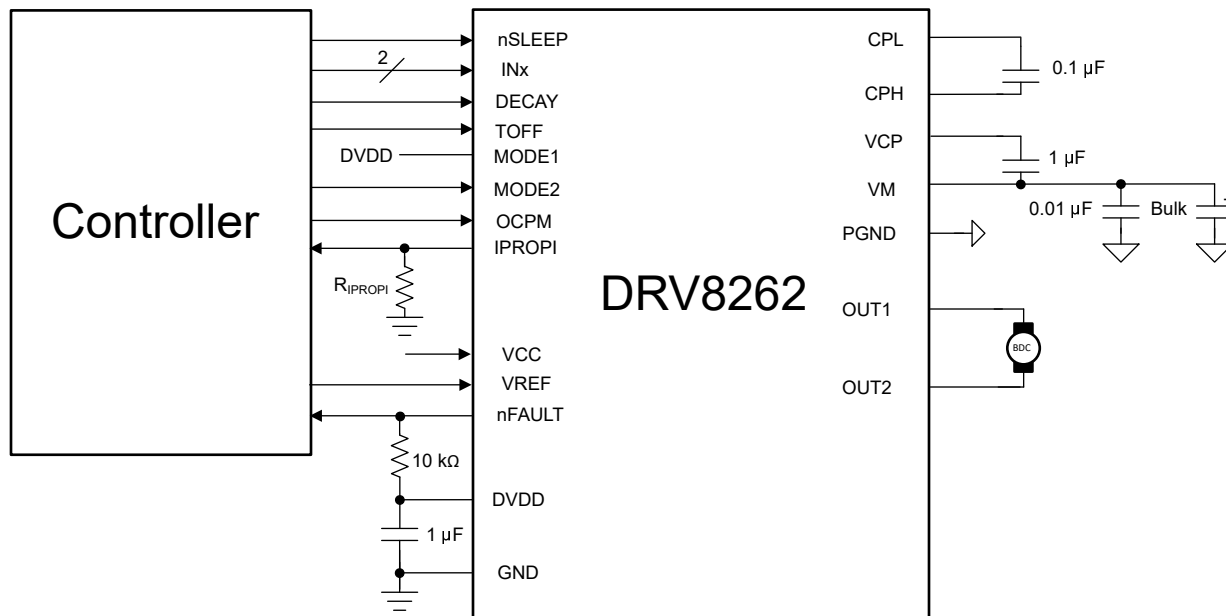 Controller
DRV8262
nSLEEP
2
INx
DECAY
TOFF
DVDD
MODE1
MODE2
OCPM
IPROPI
RIPROPI
VCC
VREF
nFAULT
10 kΩ
DVDD
1 µF
GND
CPL
0.1 µF
CPH
VCP
1 µF
VM
0.01 µF
Bulk
+
PGND
OUT1
BDC
OUT2